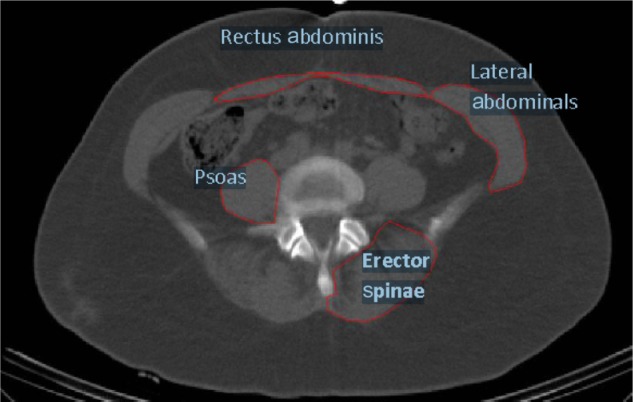 Rectus abdominis
Lateral
abdominals
Psoas
Erector
spinae